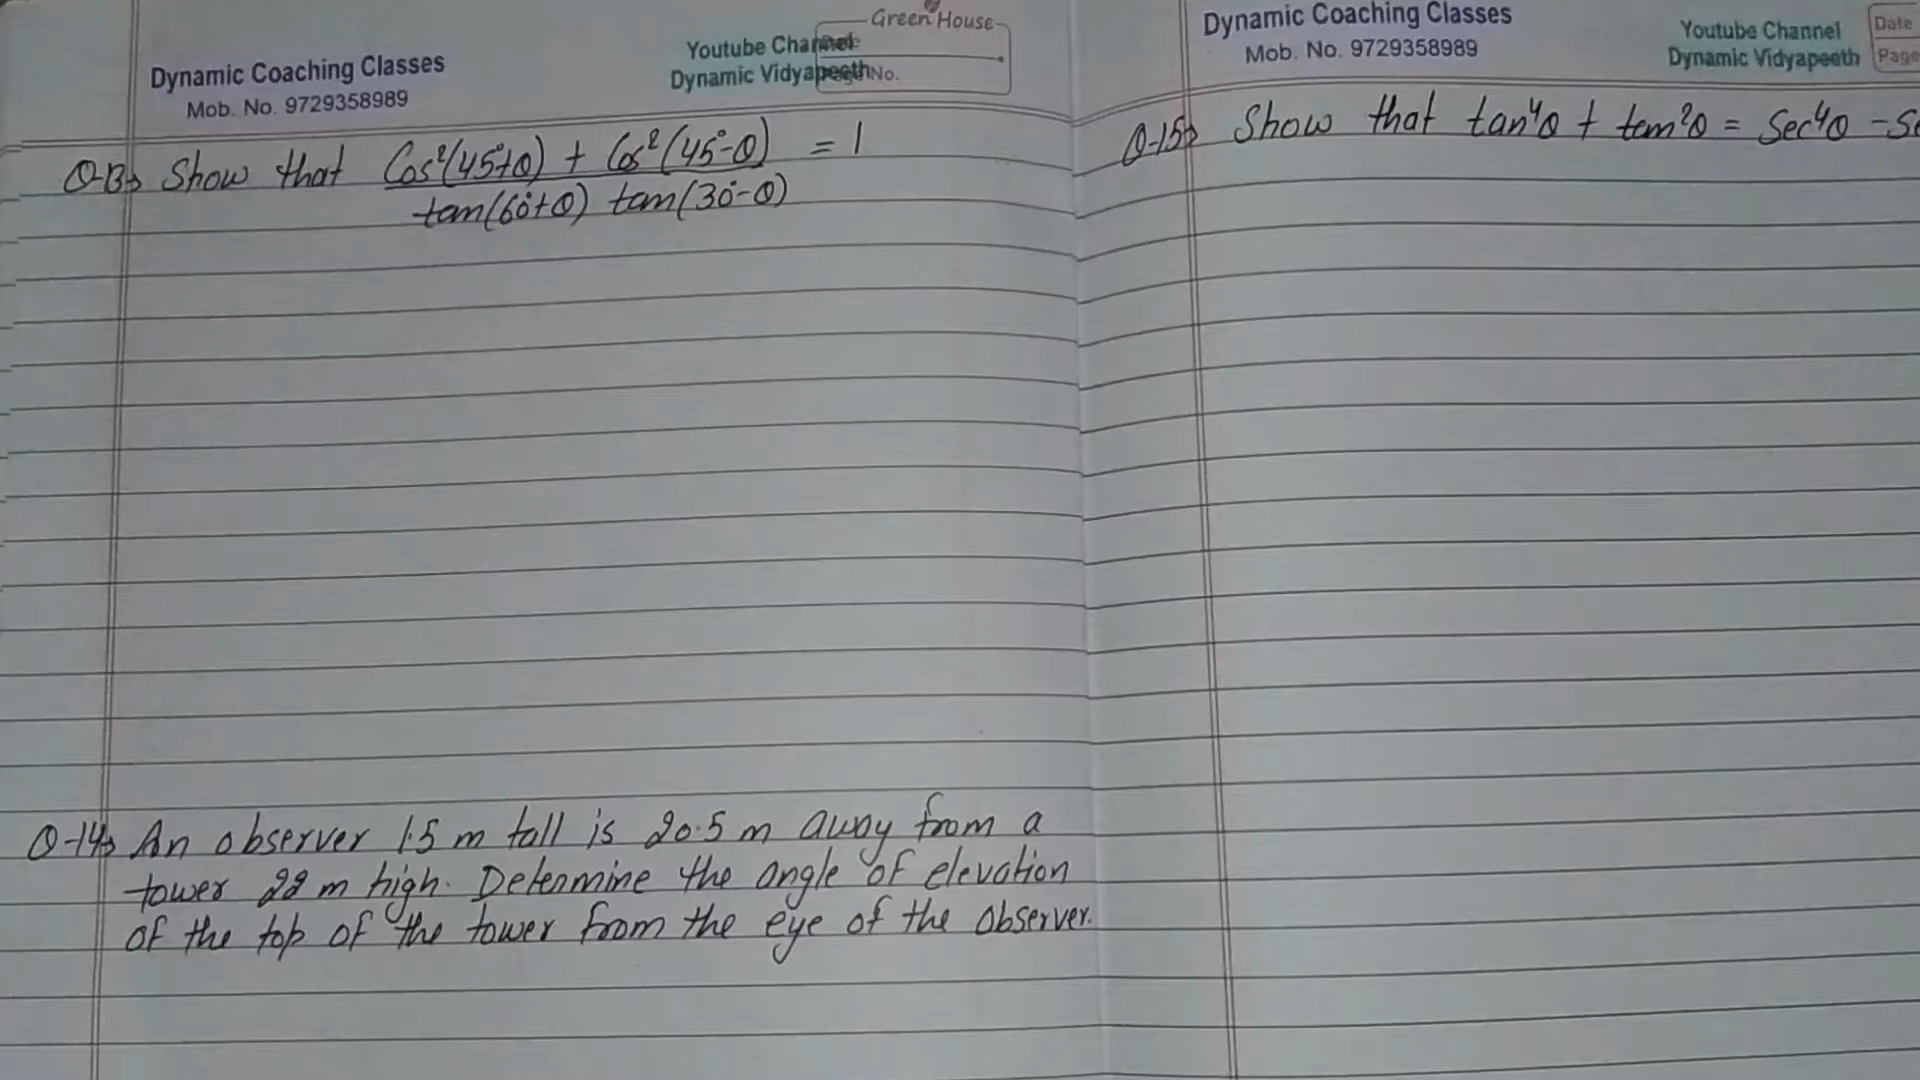 Green House
Dynamic Coaching Classes
Mob. No. 9729358989
Youtube Channel
Dynamic Vidyapeeth No.
Q-13→ Show that Cos²(45°+θ) + Cos²(45°-θ) = 1
tan(60°+θ) tan(30°-θ)
Q-14→ An observer 1.5 m tall is 20.5 m away from a
tower 22 m high. Determine the angle of elevation
of the top of the tower from the eye of the observer.
Dynamic Coaching Classes
Mob. No. 9729358989
Youtube Channel
Dynamic Vidyapeeth
Date
Page
Q-15→ Show that tan⁴θ + tan²θ = Sec⁴θ - Se